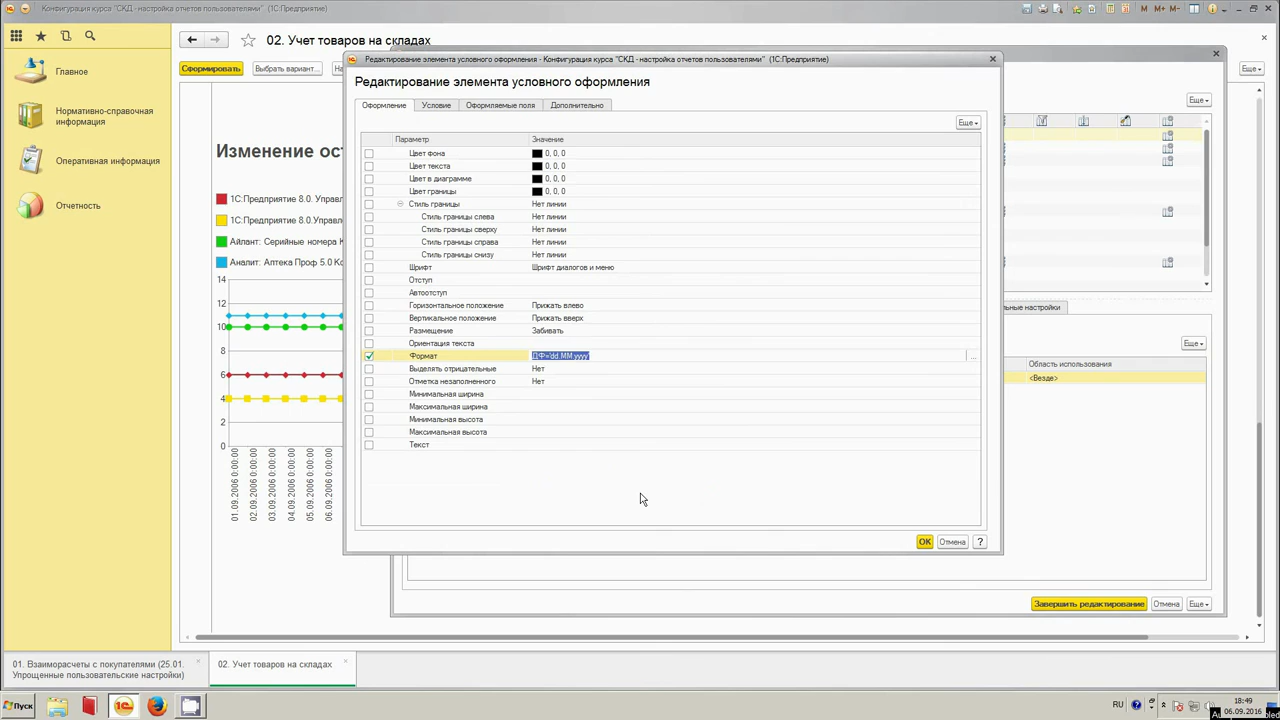 Конфигурация курса "СКД - настройка отчетов пользователями" (1С:Предприятие)
M M+ M-
Главное
Нормативно-справочная
информация
Оперативная информация
Отчетность
02. Учет товаров на складах
Сформировать
Выбрать вариант...
На
Еще
Изменение ост
1С:Предприятие 8.0. Управл
1С:Предприятие 8.0.Управл
Айлант: Серийные номера К
Аналит: Аптека Проф 5.0 Ко
14
12
10
8
6
4
2
0
01.09.2006 0:00:00
02.09.2006 0:00:00
03.09.2006 0:00:00
04.09.2006 0:00:00
05.09.2006 0:00:00
06.09.2006 0:00:00
Редактирование элемента условного оформления - Конфигурация курса "СКД - настройка отчетов пользователями" (1С:Предприятие)
Редактирование элемента условного оформления
Оформление
Условие
Оформляемые поля
Дополнительно
Еще
Параметр Значение
Цвет фона 0, 0, 0
Цвет текста 0, 0, 0
Цвет в диаграмме 0, 0, 0
Цвет границы 0, 0, 0
Стиль границы Нет линии
Стиль границы слева Нет линии
Стиль границы сверху Нет линии
Стиль границы справа Нет линии
Стиль границы снизу Нет линии
Шрифт Шрифт диалогов и меню
Отступ
Автоотступ
Горизонтальное положение Прижать влево
Вертикальное положение Прижать вверх
Размещение Забивать
Ориентация текста
Формат ДФ='dd.MM.yyyy' ...
Выделять отрицательные Нет
Отметка незаполненного Нет
Минимальная ширина
Максимальная ширина
Минимальная высота
Максимальная высота
Текст
ОК
Отмена
?
Еще
льные настройки
Еще
Область использования
<Везде>
Завершить редактирование
Отмена
Еще
01. Взаиморасчеты с покупателями (25.01.
Упрощенные пользовательские настройки)
02. Учет товаров на складах
Пуск
RU
18:49
06.09.2016